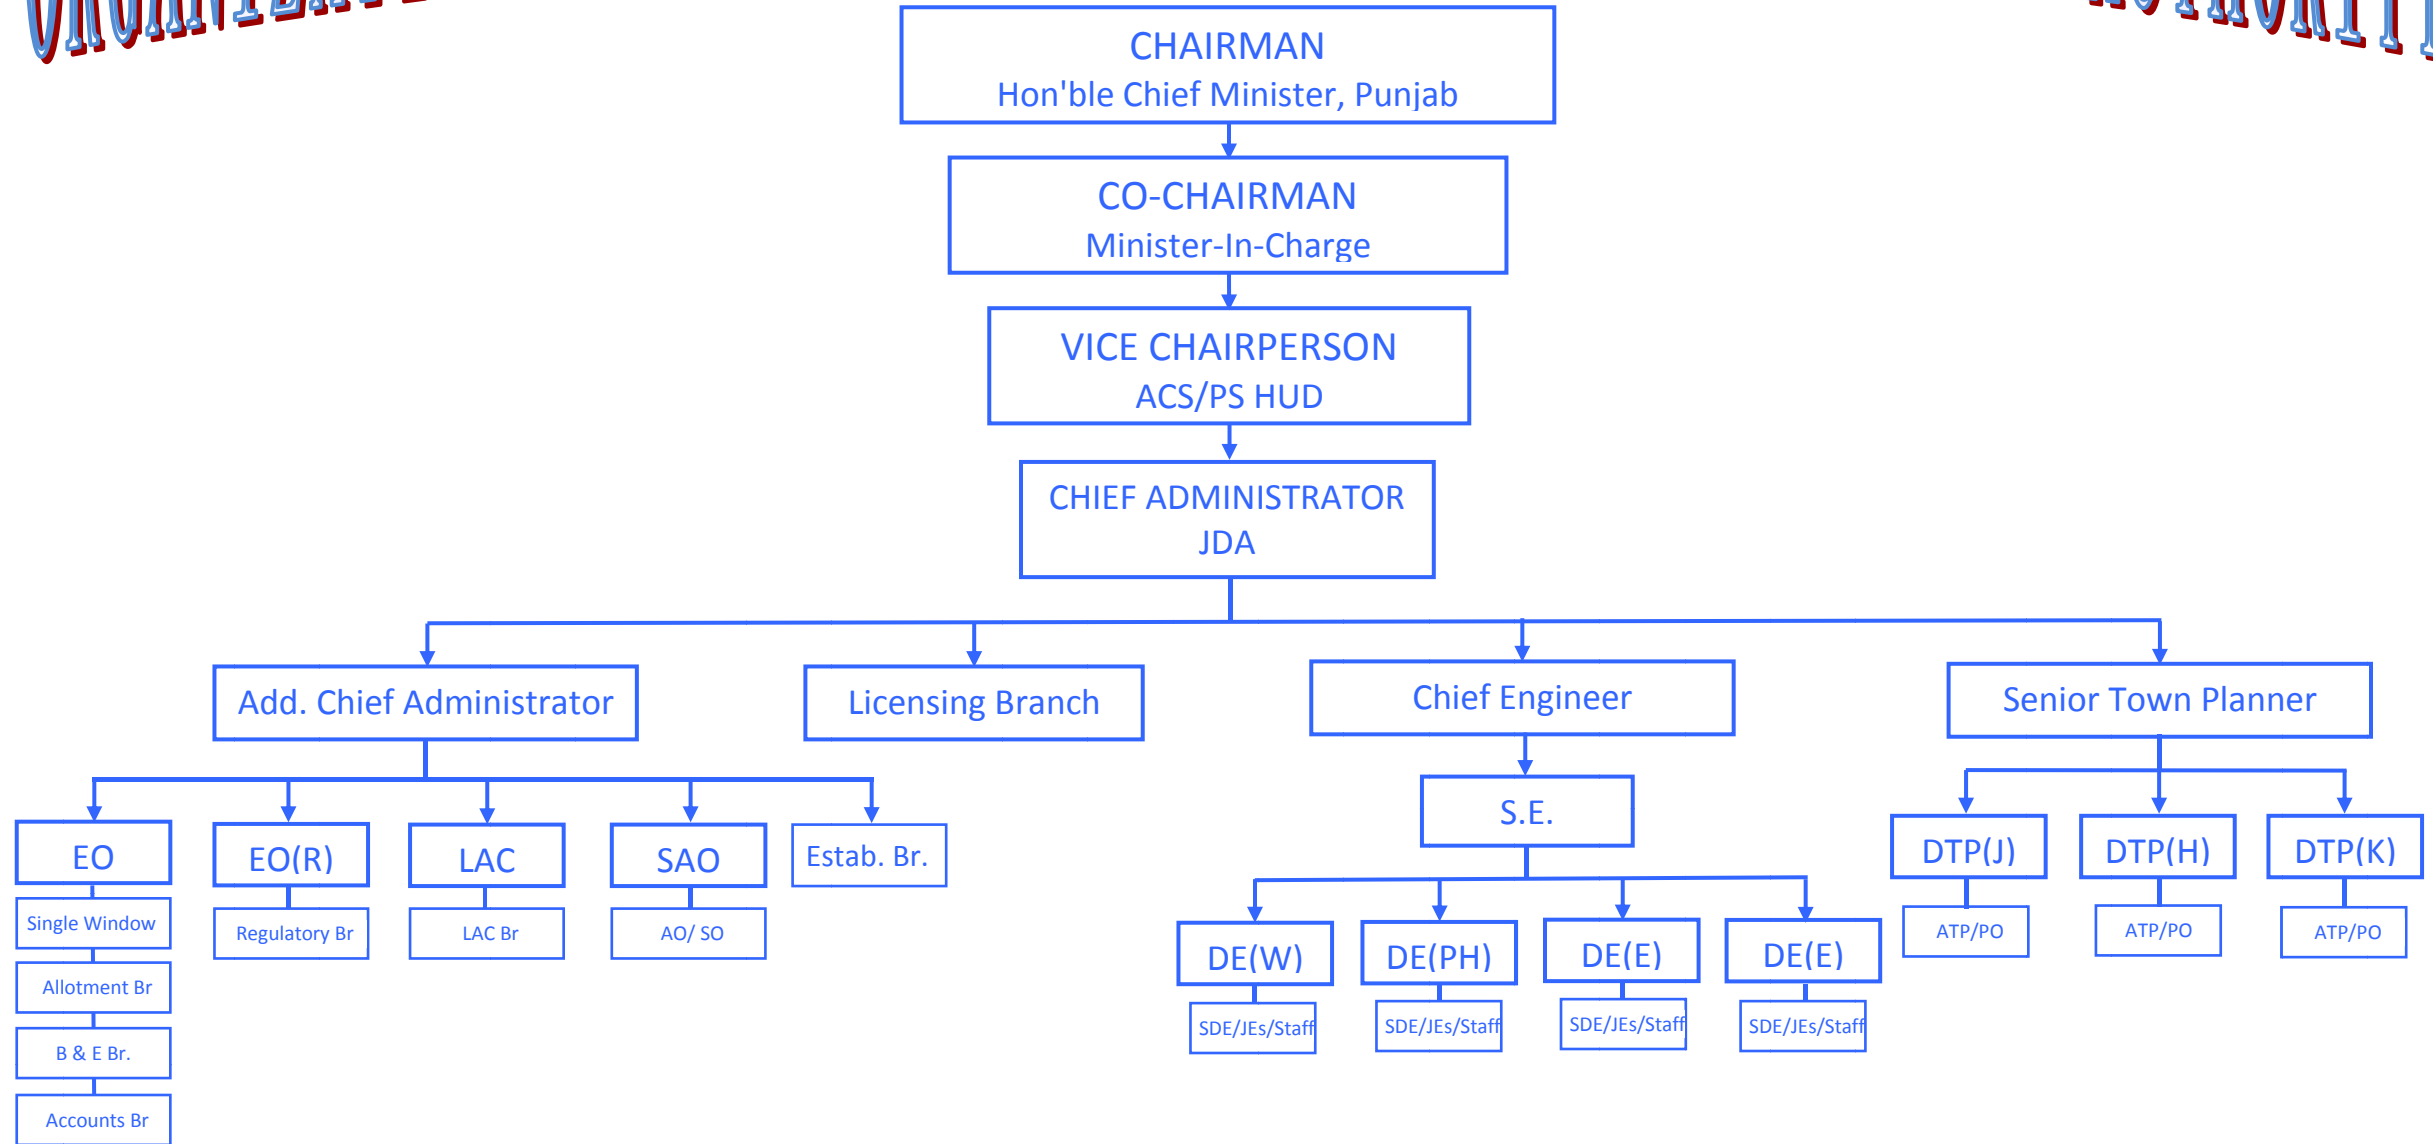 CHAIRMAN
Hon'ble Chief Minister, Punjab
CO-CHAIRMAN
Minister-In-Charge
VICE CHAIRPERSON
ACS/PS HUD
CHIEF ADMINISTRATOR
JDA
Add. Chief Administrator
Licensing Branch
Chief Engineer
Senior Town Planner
EO
EO(R)
LAC
SAO
Estab. Br.
S.E.
DTP(J)
DTP(H)
DTP(K)
Single Window
Regulatory Br
LAC Br
AO/ SO
ATP/PO
ATP/PO
ATP/PO
Allotment Br
B & E Br.
Accounts Br
DE(W)
DE(PH)
DE(E)
DE(E)
SDE/JEs/Staff
SDE/JEs/Staff
SDE/JEs/Staff
SDE/JEs/Staff